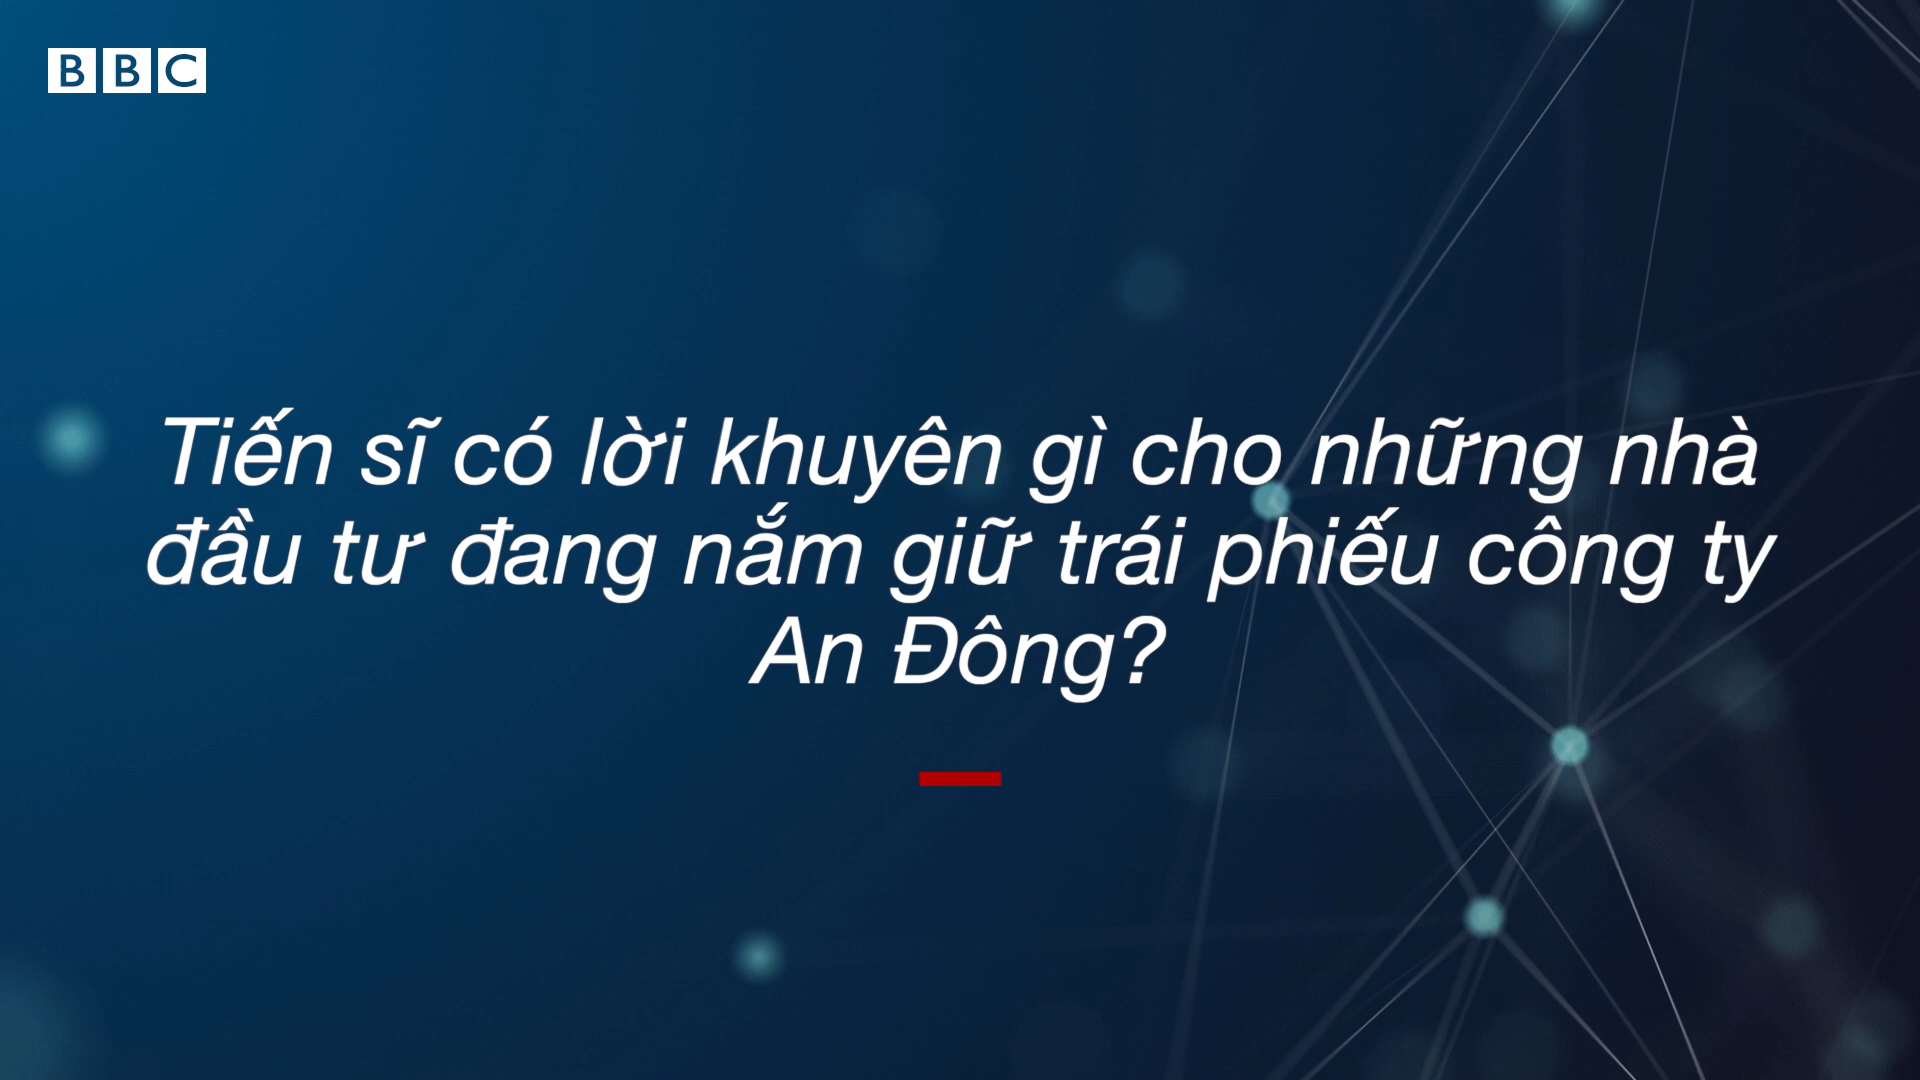 BBC
Tiến sĩ có lời khuyên gì cho những nhà
đầu tư đang nắm giữ trái phiếu công ty
An Đông?